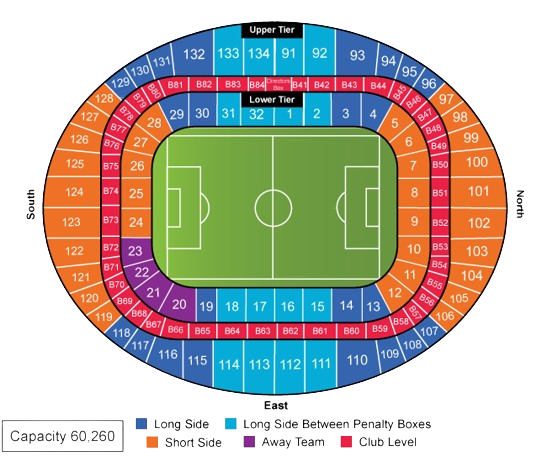 Upper Tier
129 130 131 132 133 134 91 92 93 94 95 96
B81 B82 B83 B84 Directors Box B41 B42 B43 B44
128 B79 B80 Lower Tier B45 B46 97
127 B78 28 29 30 31 32 1 2 3 4 5 B47 98
126 B77 27 6 B48 99
B76 B49
125 B75 26 7 B50 100
South 124 B74 25 8 B51 101 North
123 B73 24 9 B52 102
122 B72 23 10 B53 103
121 B71 22 11 B54 104
120 B70 21 12 B55 105
119 B69 20 19 18 17 16 15 14 13 B56 106
118 B68 B67 B66 B65 B64 B63 B62 B61 B60 B59 B58 B57 107
117 116 115 114 113 112 111 110 109 108
East
Capacity 60,260
Long Side Long Side Between Penalty Boxes
Short Side Away Team Club Level